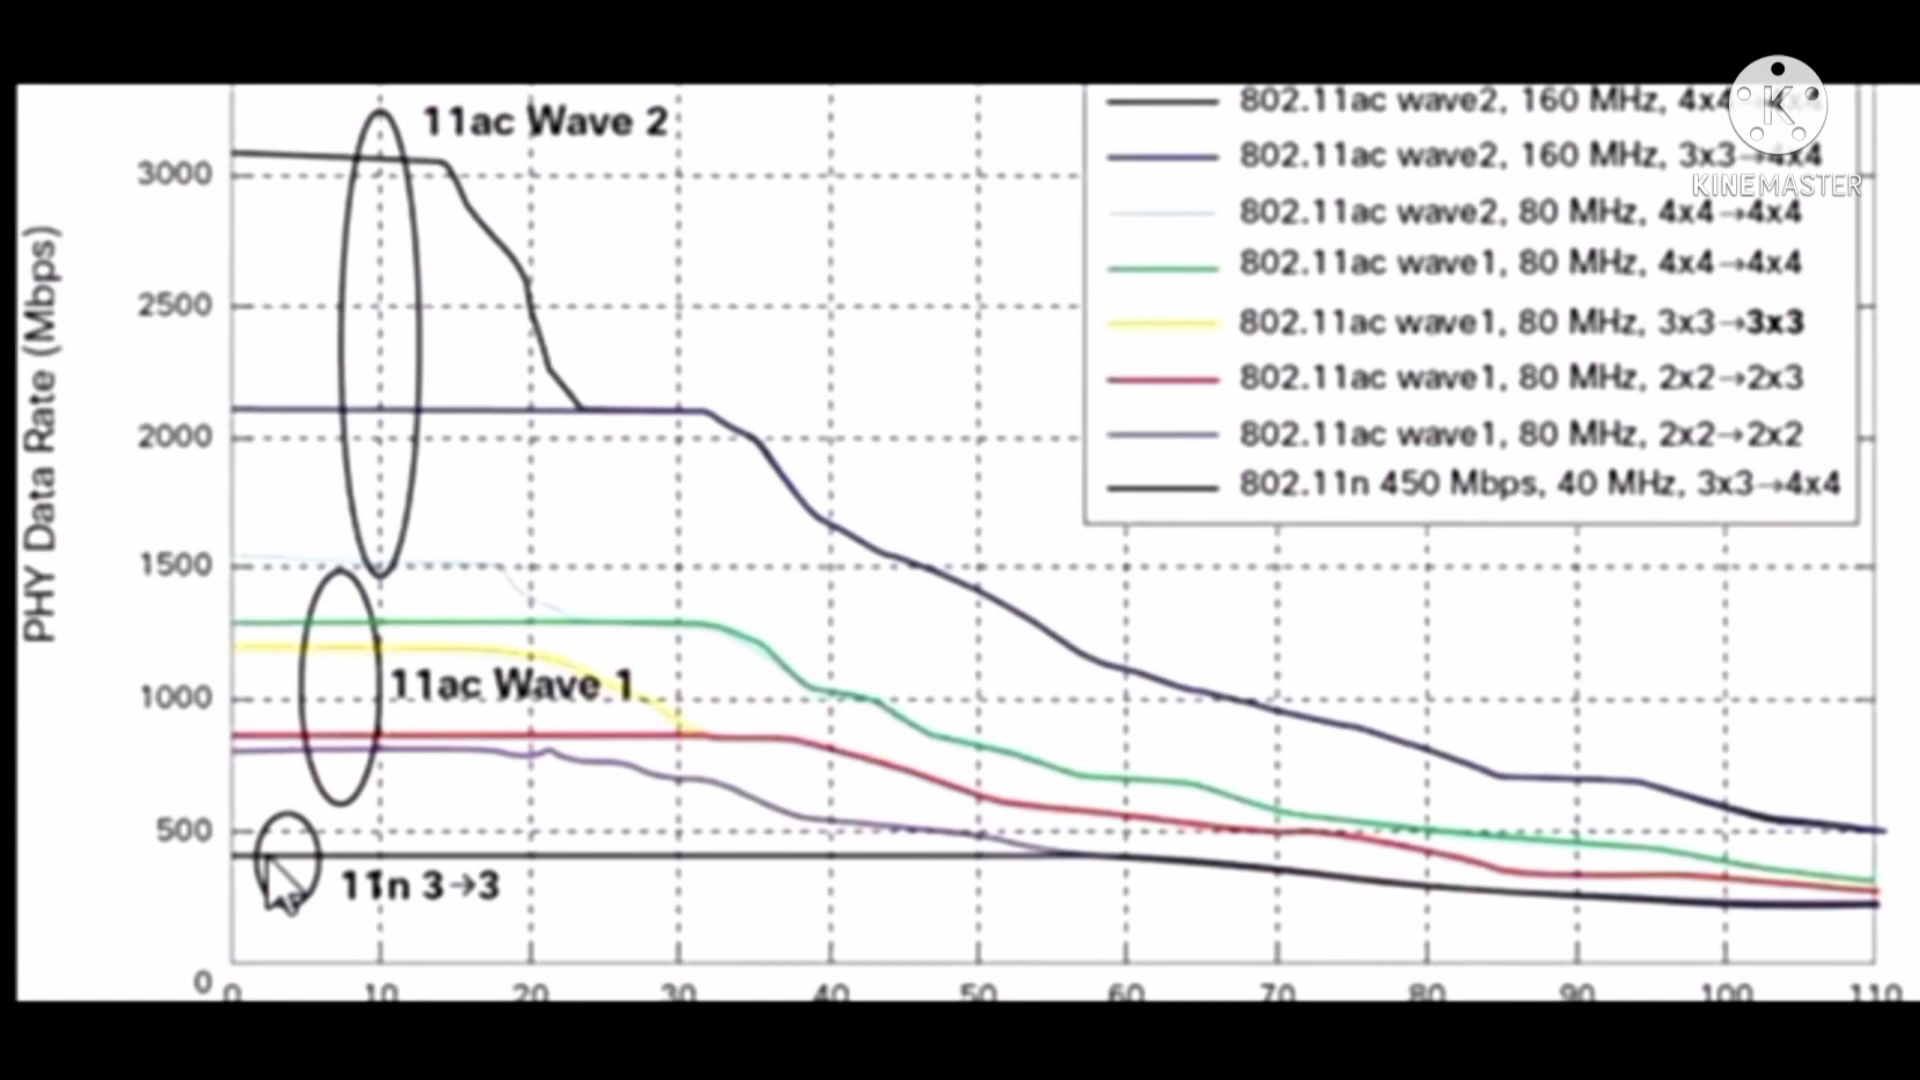 11ac Wave 2
802.11ac wave2, 160 MHz, 4x4
802.11ac wave2, 160 MHz, 3x3→4x4
802.11ac wave2, 80 MHz, 4x4→4x4
802.11ac wave1, 80 MHz, 4x4→4x4
802.11ac wave1, 80 MHz, 3x3→3x3
802.11ac wave1, 80 MHz, 2x2→2x3
802.11ac wave1, 80 MHz, 2x2→2x2
802.11n 450 Mbps, 40 MHz, 3x3→4x4
K
KINEMASTER
PHY Data Rate (Mbps)
3000
2500
2000
1500
1000
500
0
11ac Wave 1
11n 3→3
0 10 20 30 40 50 60 70 80 90 100 110